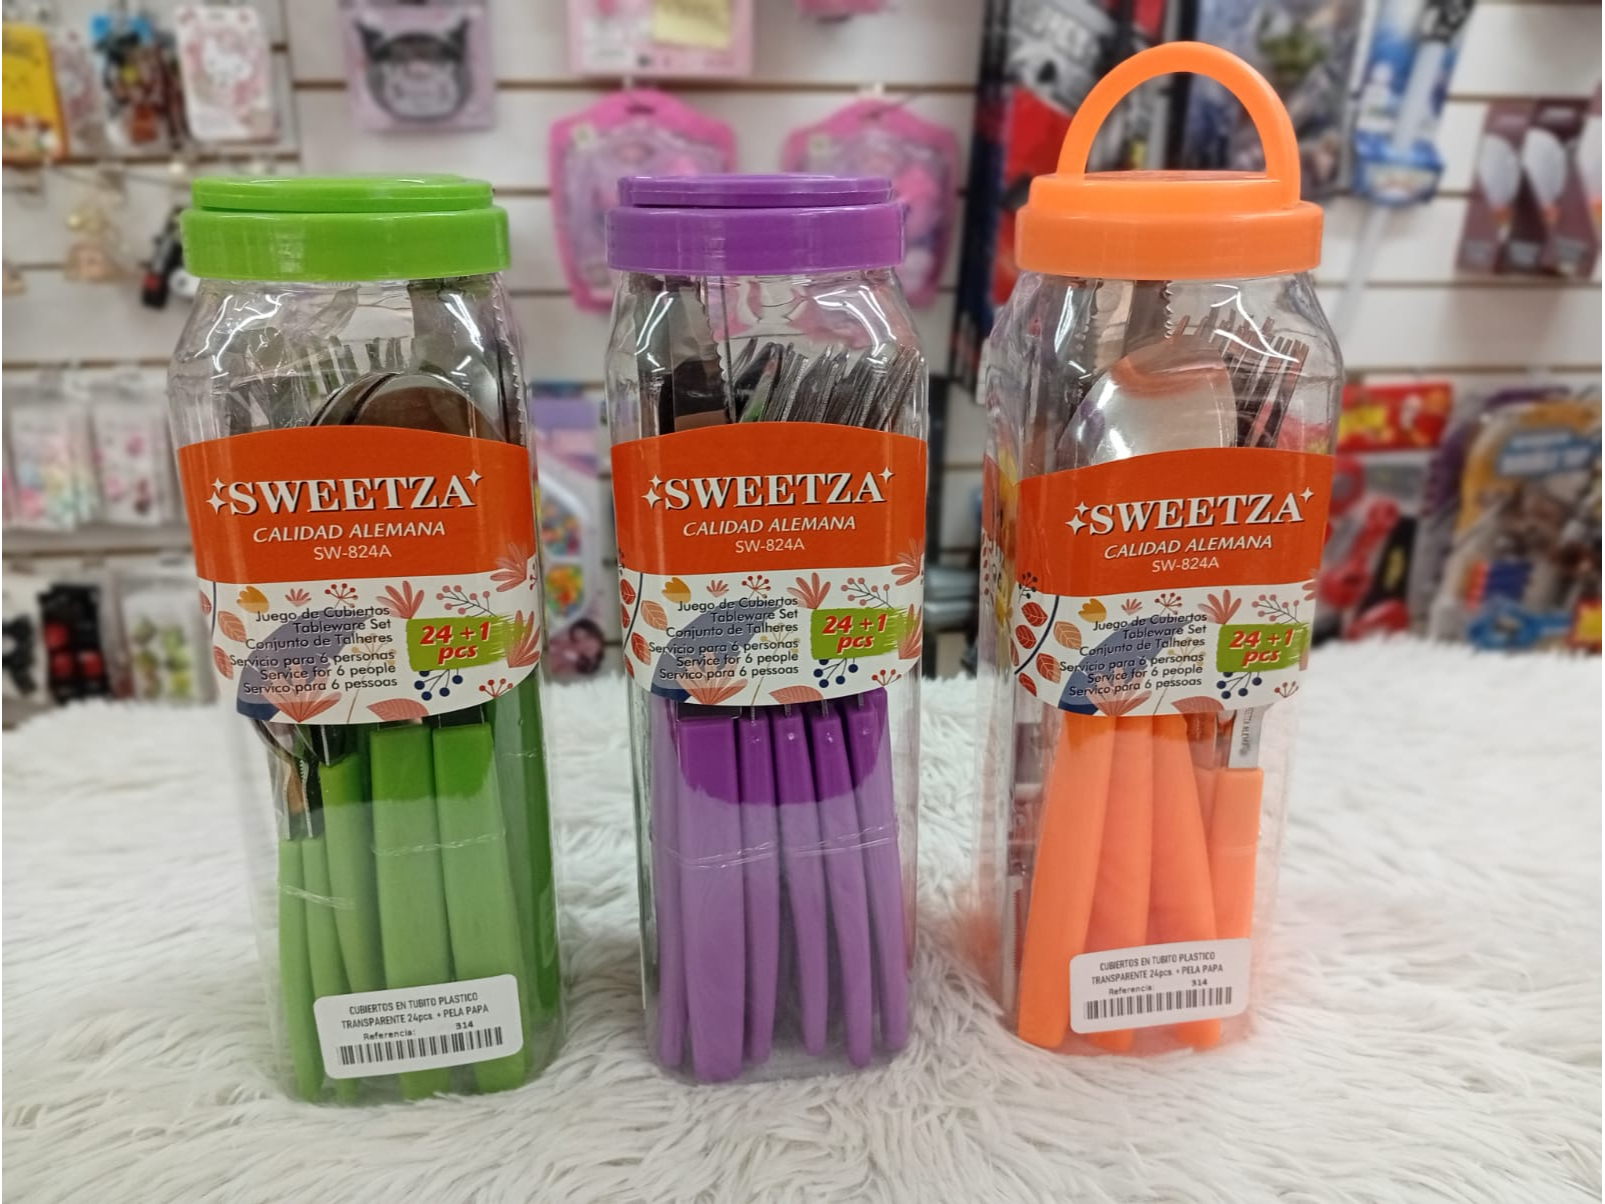 SWEETZA
CALIDAD ALEMANA
SW-824A
Juego de Cubiertos
Tableware Set
Conjunto de Talheres
Servicio para 6 personas
Service for 6 people
Servico para 6 pessoas
24 + 1
pcs
CUBIERTOS EN TUBITO PLASTICO
TRANSPARENTE 24pcs. + PELA PAPA
Referencia: 314
SWEETZA
CALIDAD ALEMANA
SW-824A
Juego de Cubiertos
Tableware Set
Conjunto de Talheres
Servicio para 6 personas
Service for 6 people
Servico para 6 pessoas
24 + 1
pcs
SWEETZA
CALIDAD ALEMANA
SW-824A
Juego de Cubiertos
Tableware Set
Conjunto de Talheres
Servicio para 6 personas
Service for 6 people
Servico para 6 pessoas
24 + 1
pcs
CUBIERTOS EN TUBITO PLASTICO
TRANSPARENTE 24pcs. + PELA PAPA
Referencia: 314